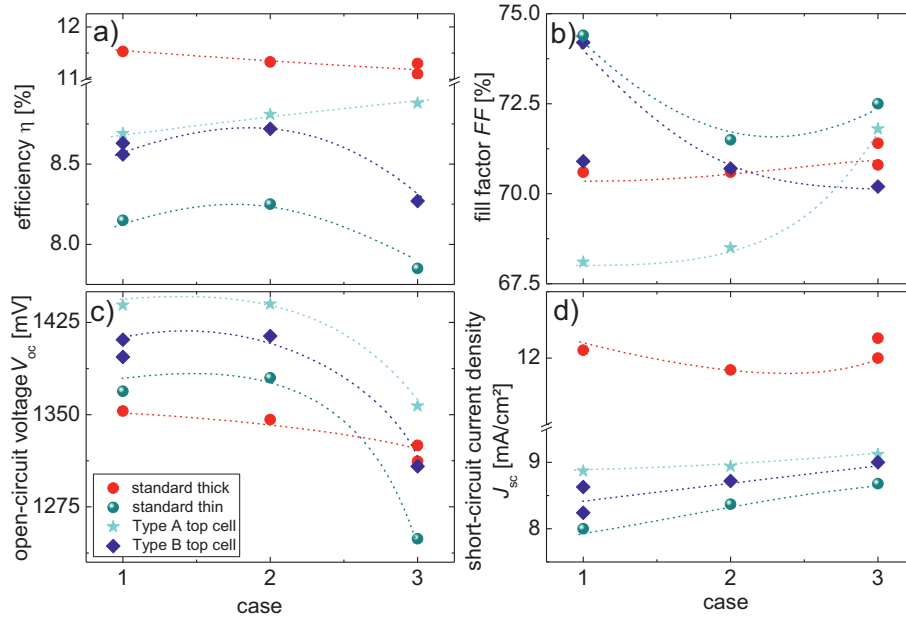 a)
12
11
8.5
8.0
efficiency η [%]
b)
75.0
72.5
70.0
67.5
fill factor FF [%]
c)
1425
1350
1275
open-circuit voltage Voc [mV]
standard thick
standard thin
Type A top cell
Type B top cell
1 2 3
case
d)
12
9
8
short-circuit current density
Jsc [mA/cm²]
1 2 3
case